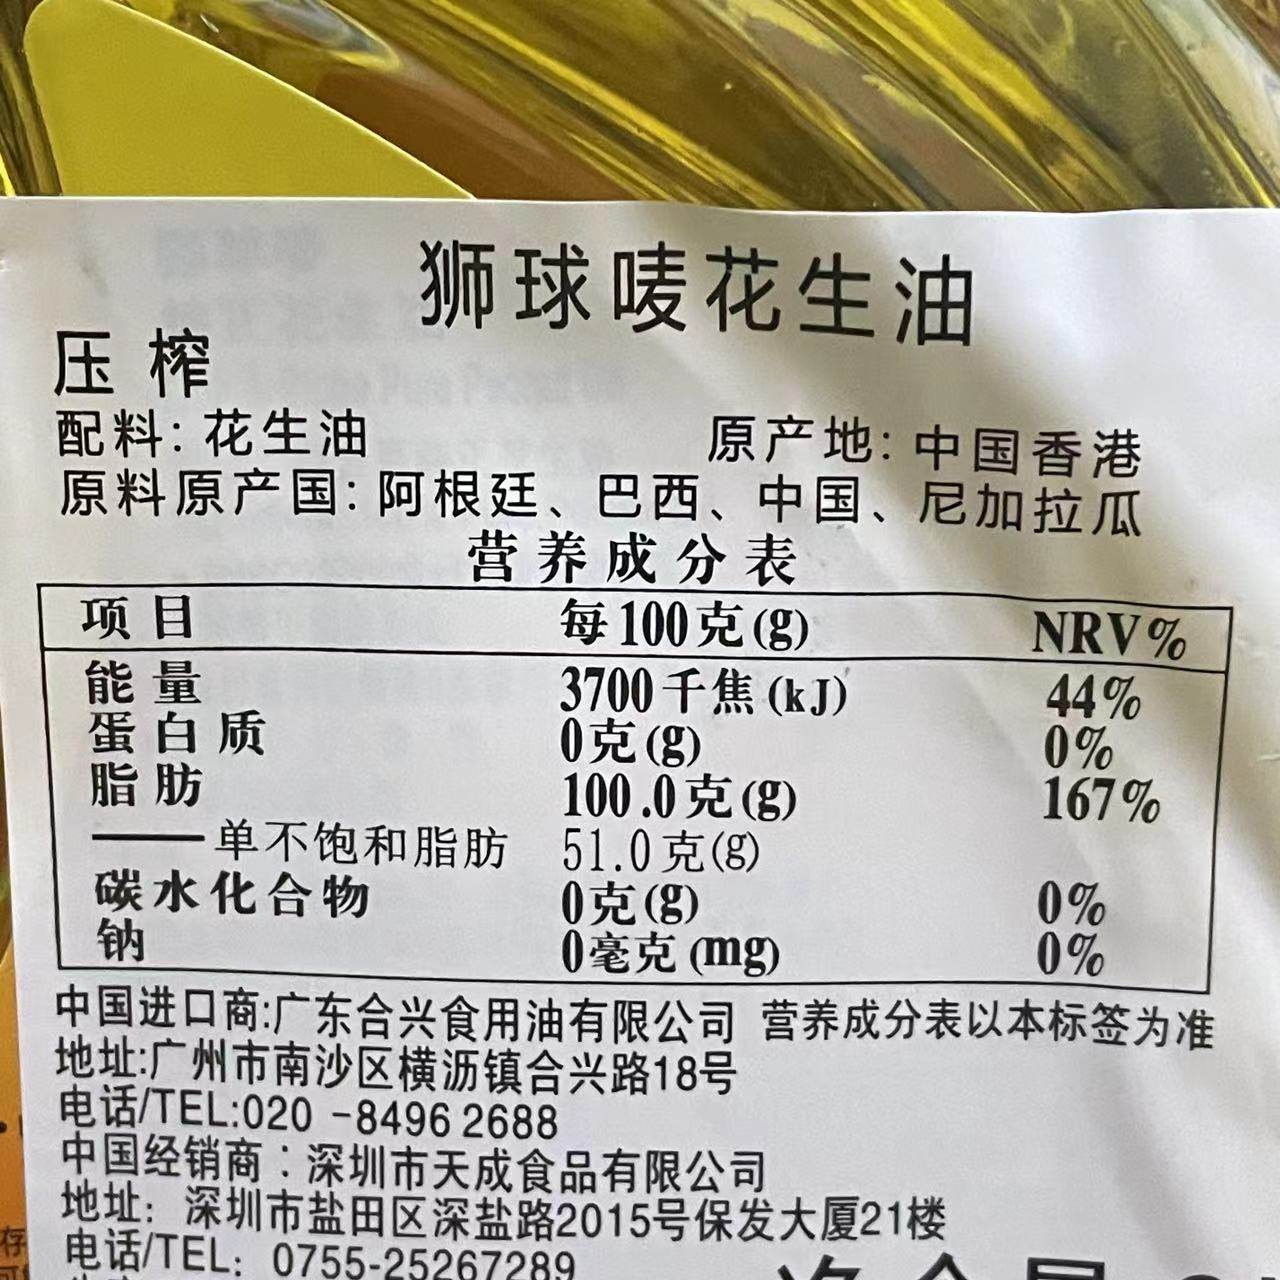 狮球唛花生油
压榨
配料：花生油 原产地：中国香港
原料原产国：阿根廷、巴西、中国、尼加拉瓜
营养成分表
项目 每100克(g) NRV%
能量 3700千焦(kJ) 44%
蛋白质 0克(g) 0%
脂肪 100.0克(g) 167%
——单不饱和脂肪 51.0克(g)
碳水化合物 0克(g) 0%
钠 0毫克(mg) 0%
中国进口商:广东合兴食用油有限公司 营养成分表以本标签为准
地址:广州市南沙区横沥镇合兴路18号
电话/TEL:020-8496 2688
中国经销商：深圳市天成食品有限公司
地址：深圳市盐田区深盐路2015号保发大厦21楼
电话/TEL：0755-25267289